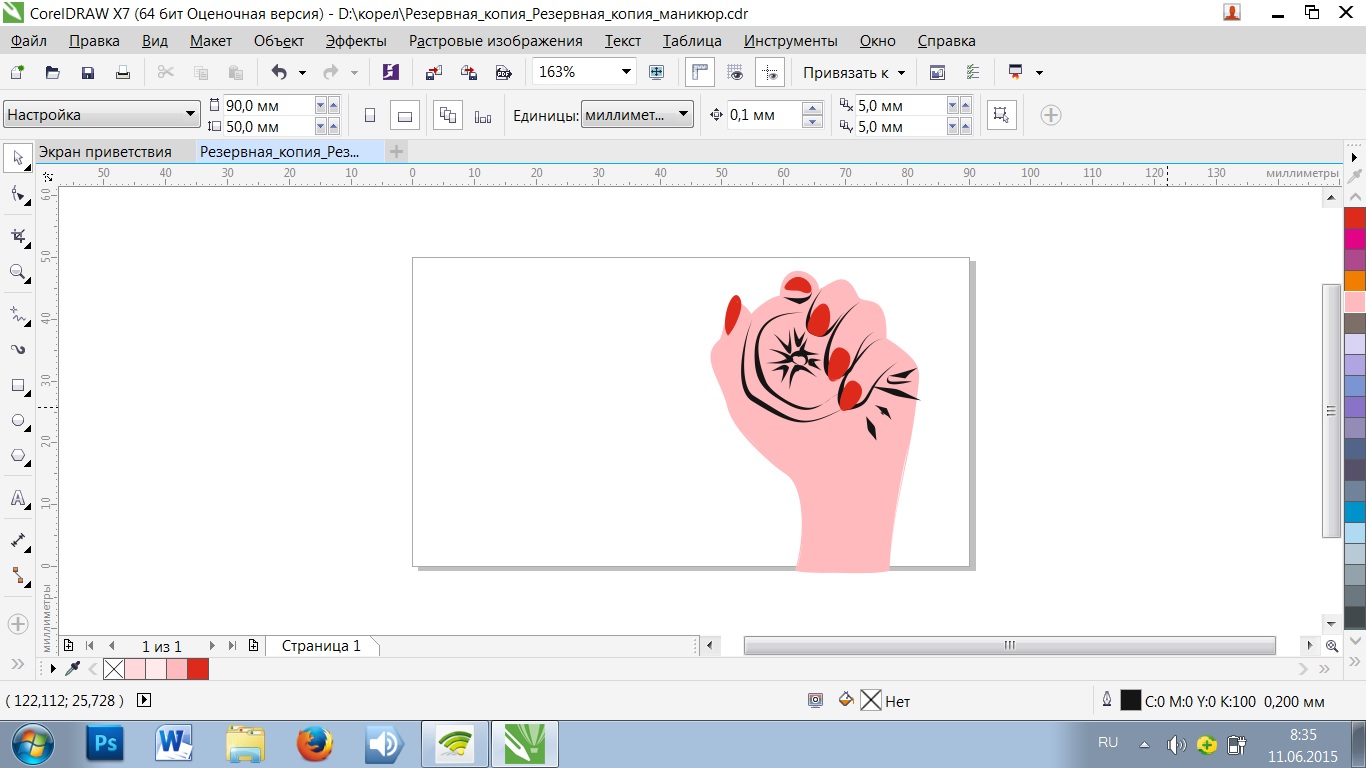 CorelDRAW X7 (64 бит Оценочная версия) - D:\корел\Резервная_копия_Резервная_копия_маникюр.cdr
Файл Правка Вид Макет Объект Эффекты Растровые изображения Текст Таблица Инструменты Окно Справка
163% Привязать к
Настройка 90,0 мм 50,0 мм Единицы: миллимет... 0,1 мм 5,0 мм 5,0 мм
Экран приветствия Резервная_копия_Рез...
50 40 30 20 10 0 10 20 30 40 50 60 70 80 90 100 110 120 130 миллиметры
60
50
40
30
20
10
0
миллиметры
1 из 1 Страница 1
( 122,112; 25,728 ) Нет C:0 M:0 Y:0 K:100 0,200 мм
Ps W RU 8:35
11.06.2015